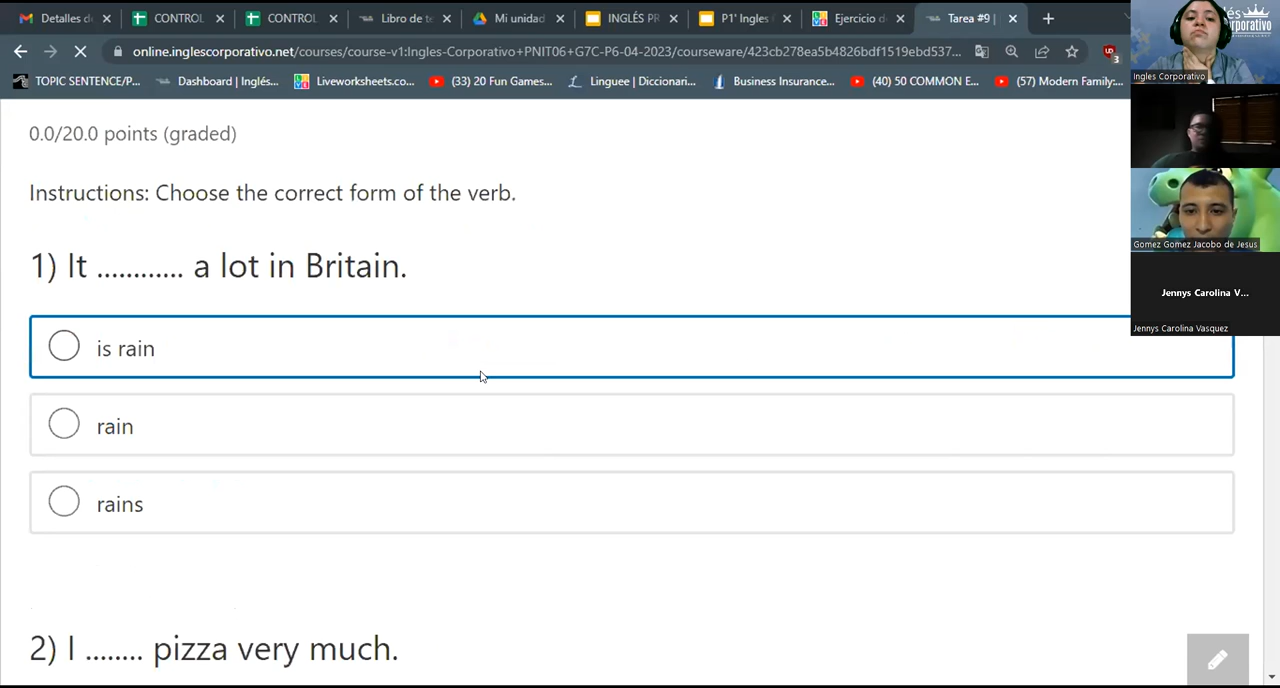 Detalles d
CONTROL
CONTROL
Libro de te
Mi unidad
INGLÉS PR
P1' Ingles I
Ejercicio d
Tarea #9 |
online.inglescorporativo.net/courses/course-v1:Ingles-Corporativo+PNIT06+G7C-P6-04-2023/courseware/423cb278ea5b4826bdf1519ebd537...
3
TOPIC SENTENCE/P...
Dashboard | Inglés...
Liveworksheets.co...
(33) 20 Fun Games...
Linguee | Diccionari...
Business Insurance...
(40) 50 COMMON E...
(57) Modern Family:...
Ingles Corporativo
Gomez Gomez Jacobo de Jesus
Jennys Carolina V...
Jennys Carolina Vasquez
0.0/20.0 points (graded)
Instructions: Choose the correct form of the verb.
1) It ............ a lot in Britain.
is rain
rain
rains
2) I ........ pizza very much.